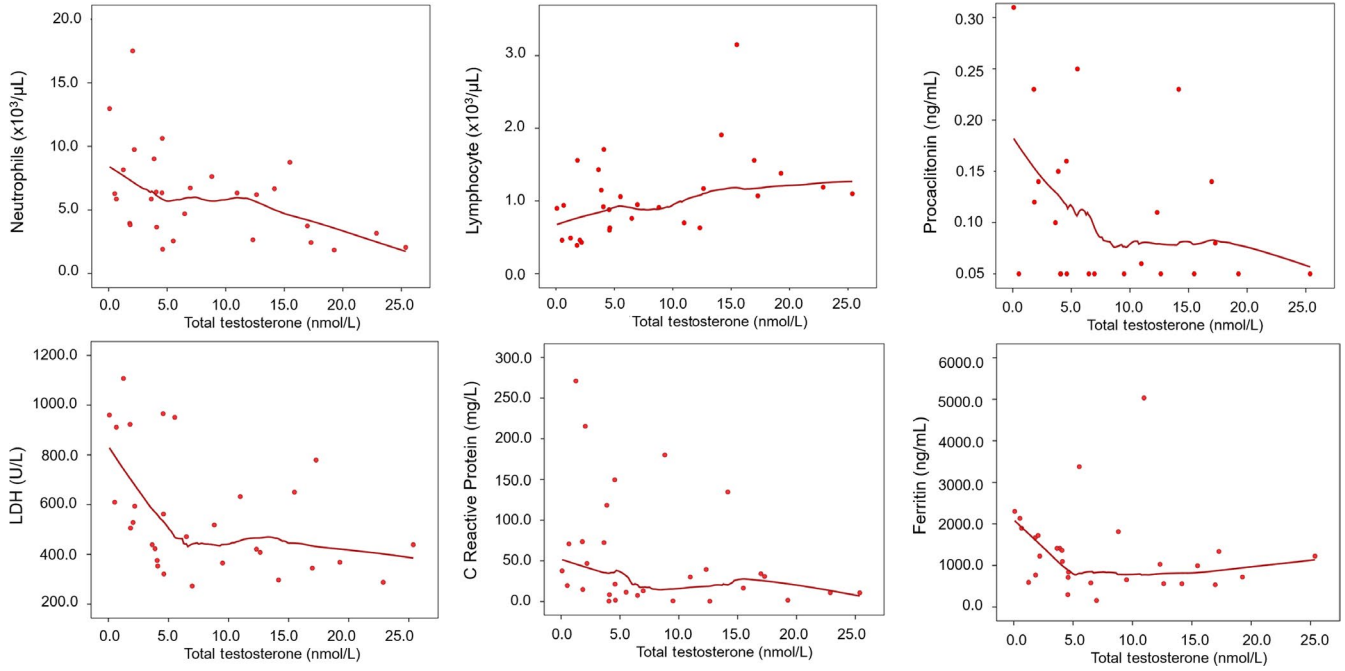 Neutrophils (x10³/µL)
20.0
15.0
10.0
5.0
0.0
0.0 5.0 10.0 15.0 20.0 25.0
Total testosterone (nmol/L)
Lymphocyte (x10³/µL)
3.0
2.0
1.0
0.0
0.0 5.0 10.0 15.0 20.0 25.0
Total testosterone (nmol/L)
Procaclitonin (ng/mL)
0.30
0.25
0.20
0.15
0.10
0.05
0.0 5.0 10.0 15.0 20.0 25.0
Total testosterone (nmol/L)
LDH (U/L)
1200.0
1000.0
800.0
600.0
400.0
200.0
0.0 5.0 10.0 15.0 20.0 25.0
Total testosterone (nmol/L)
C Reactive Protein (mg/L)
300.0
250.0
200.0
150.0
100.0
50.0
0.0
0.0 5.0 10.0 15.0 20.0 25.0
Total testosterone (nmol/L)
Ferritin (ng/mL)
6000.0
5000.0
4000.0
3000.0
2000.0
1000.0
0.0
0.0 5.0 10.0 15.0 20.0 25.0
Total testosterone (nmol/L)